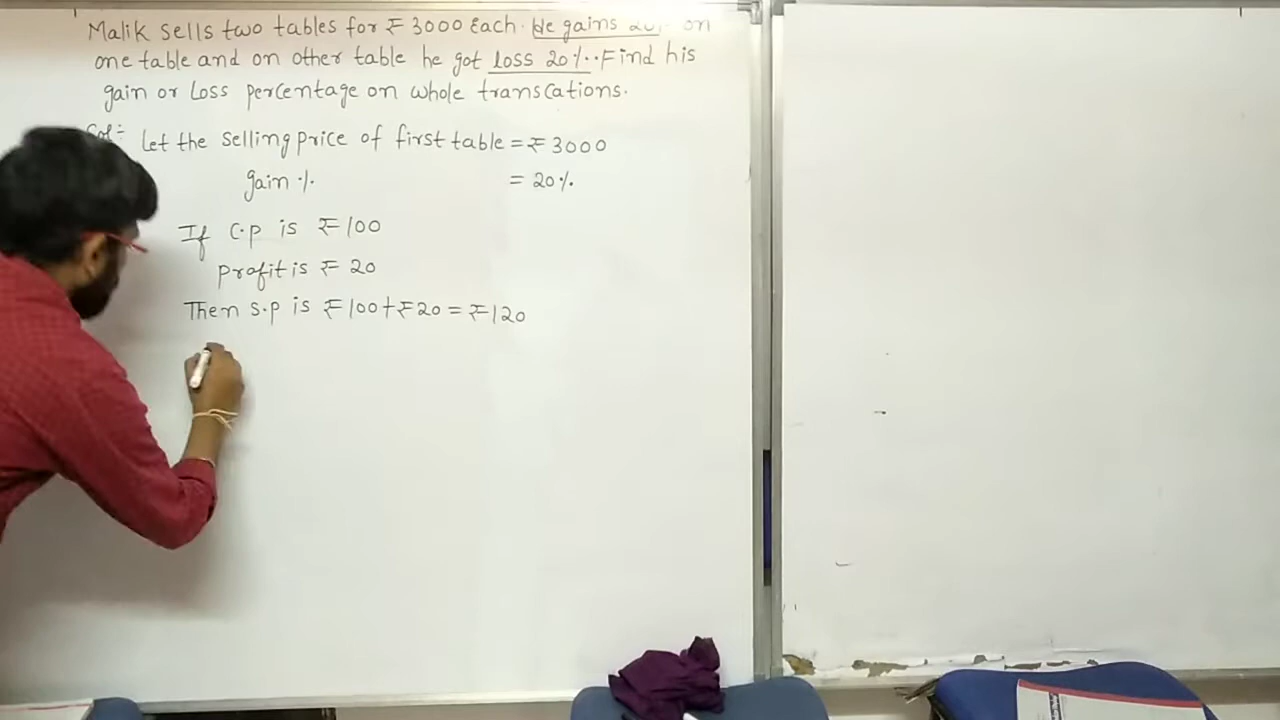 Malik sells two tables for ₹ 3000 Each. He gains 20% on
one table and on other table he got loss 20%. Find his
gain or Loss percentage on whole transcations.
Sol:- Let the selling price of first table = ₹ 3000
gain % = 20%
If C.p is ₹ 100
profit is ₹ 20
Then S.p is ₹ 100 + ₹ 20 = ₹ 120